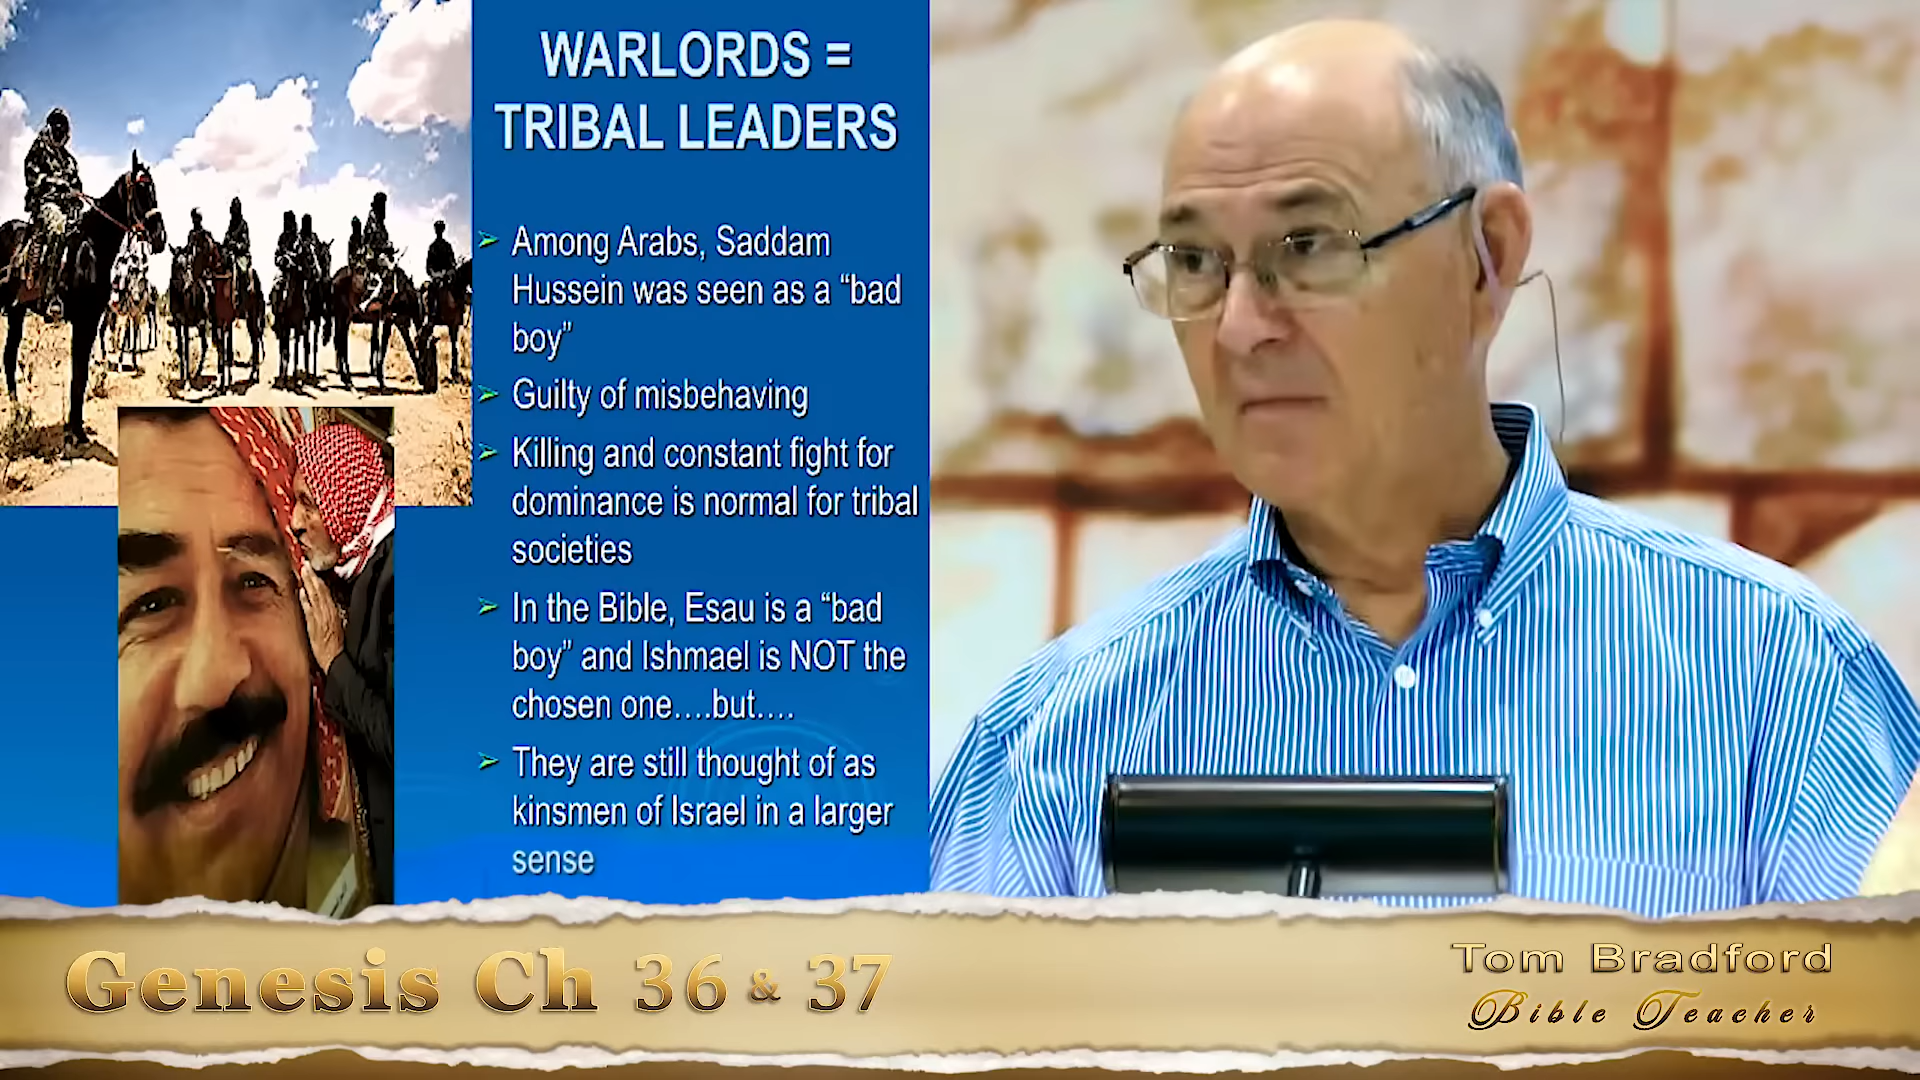 WARLORDS =
TRIBAL LEADERS
➢ Among Arabs, Saddam
Hussein was seen as a “bad
boy”
➢ Guilty of misbehaving
➢ Killing and constant fight for
dominance is normal for tribal
societies
➢ In the Bible, Esau is a “bad
boy” and Ishmael is NOT the
chosen one….but….
➢ They are still thought of as
kinsmen of Israel in a larger
sense
Genesis Ch 36 & 37
Tom Bradford
Bible Teacher